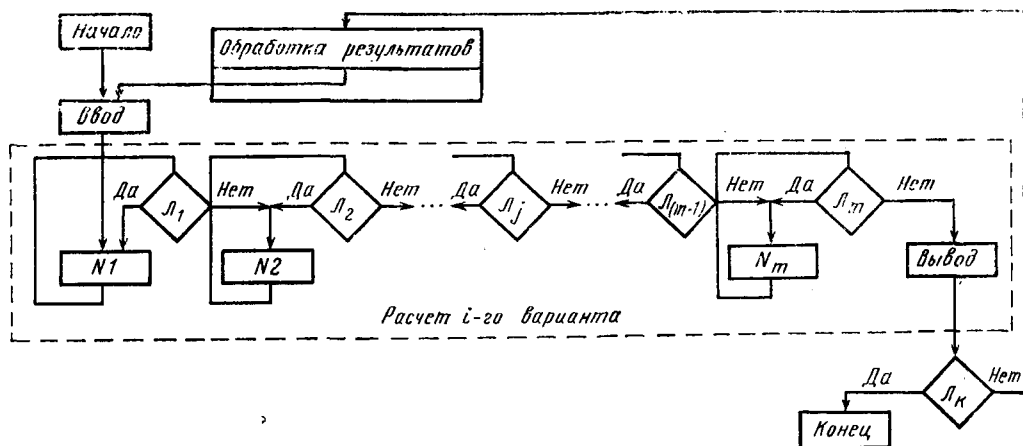 Начало
Обработка результатов
Ввод
Да
Л1
Нет
Да
Л2
Нет
...
Да
Лj
Нет
...
Да
Л(m-1)
Нет
Да
Лm
Нет
N1
N2
Nm
Вывод
Расчет i-го варианта
Да
Лк
Нет
Конец